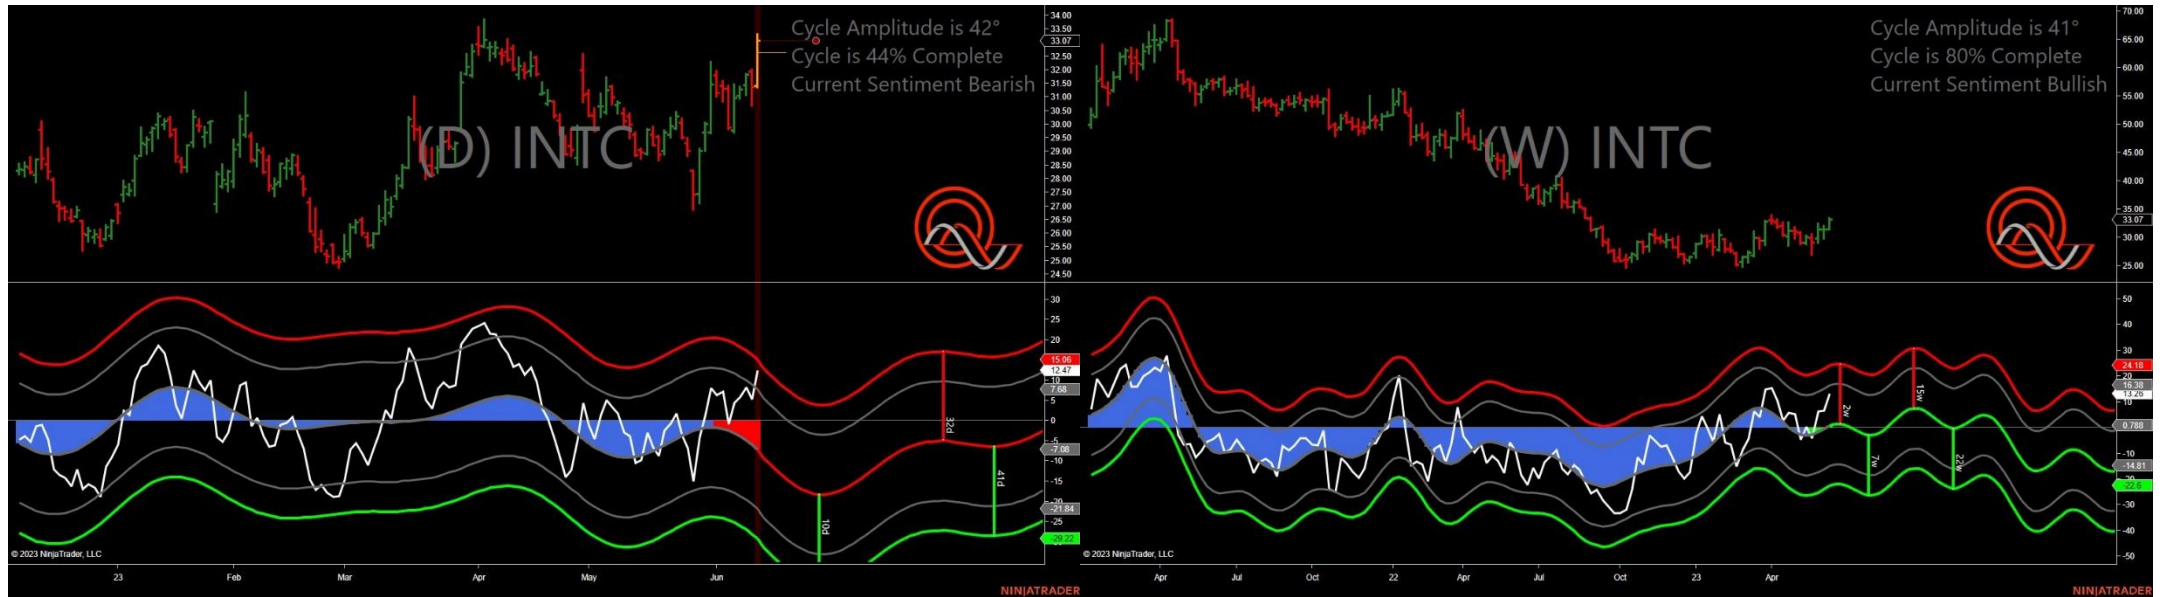 Cycle Amplitude is 42°
Cycle is 44% Complete
Current Sentiment Bearish
(D) INTC
34.00
33.50
33.07
32.50
32.00
31.50
31.00
30.50
30.00
29.50
29.00
28.50
28.00
27.50
27.00
26.50
26.00
25.50
25.00
24.50
30
25
20
15.06
12.47
10
7.68
5
0
-5
-7.08
-10
-15
-20
-21.84
-25
-29.22
32d
41d
10d
© 2023 NinjaTrader, LLC
23
Feb
Mar
Apr
May
Jun
NINJATRADER
Cycle Amplitude is 41°
Cycle is 80% Complete
Current Sentiment Bullish
(W) INTC
70.00
65.00
60.00
55.00
50.00
45.00
40.00
35.00
33.07
30.00
25.00
50
40
30
24.18
20
16.38
13.26
10
0.788
-10
-14.81
-22.6
-30
-40
-50
2w
15w
7w
22w
© 2023 NinjaTrader, LLC
Apr
Jul
Oct
22
Apr
Jul
Oct
23
Apr
NINJATRADER